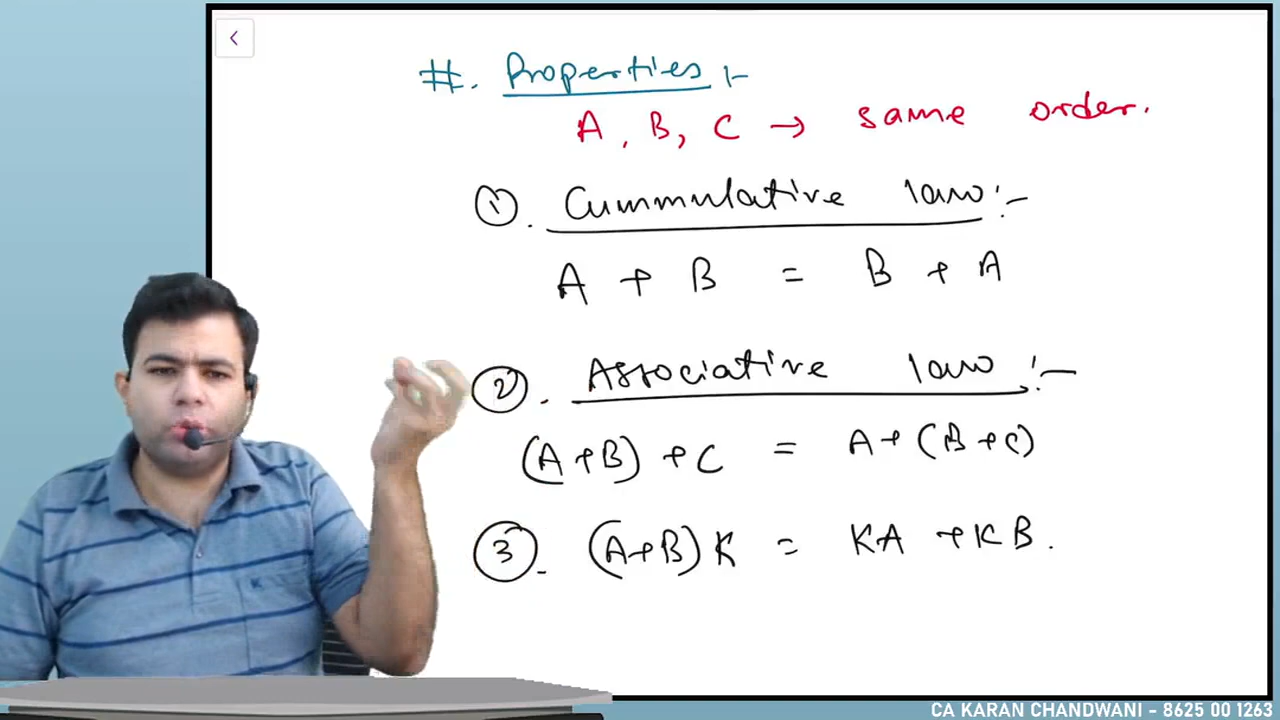 #. Properties :-
A, B, C → same order.
①. Cummulative law :-
A + B = B + A
②. Associative law :-
(A+B) + C = A+(B+C)
③. (A+B)K = KA + KB.
CA KARAN CHANDWANI - 8625 00 1263